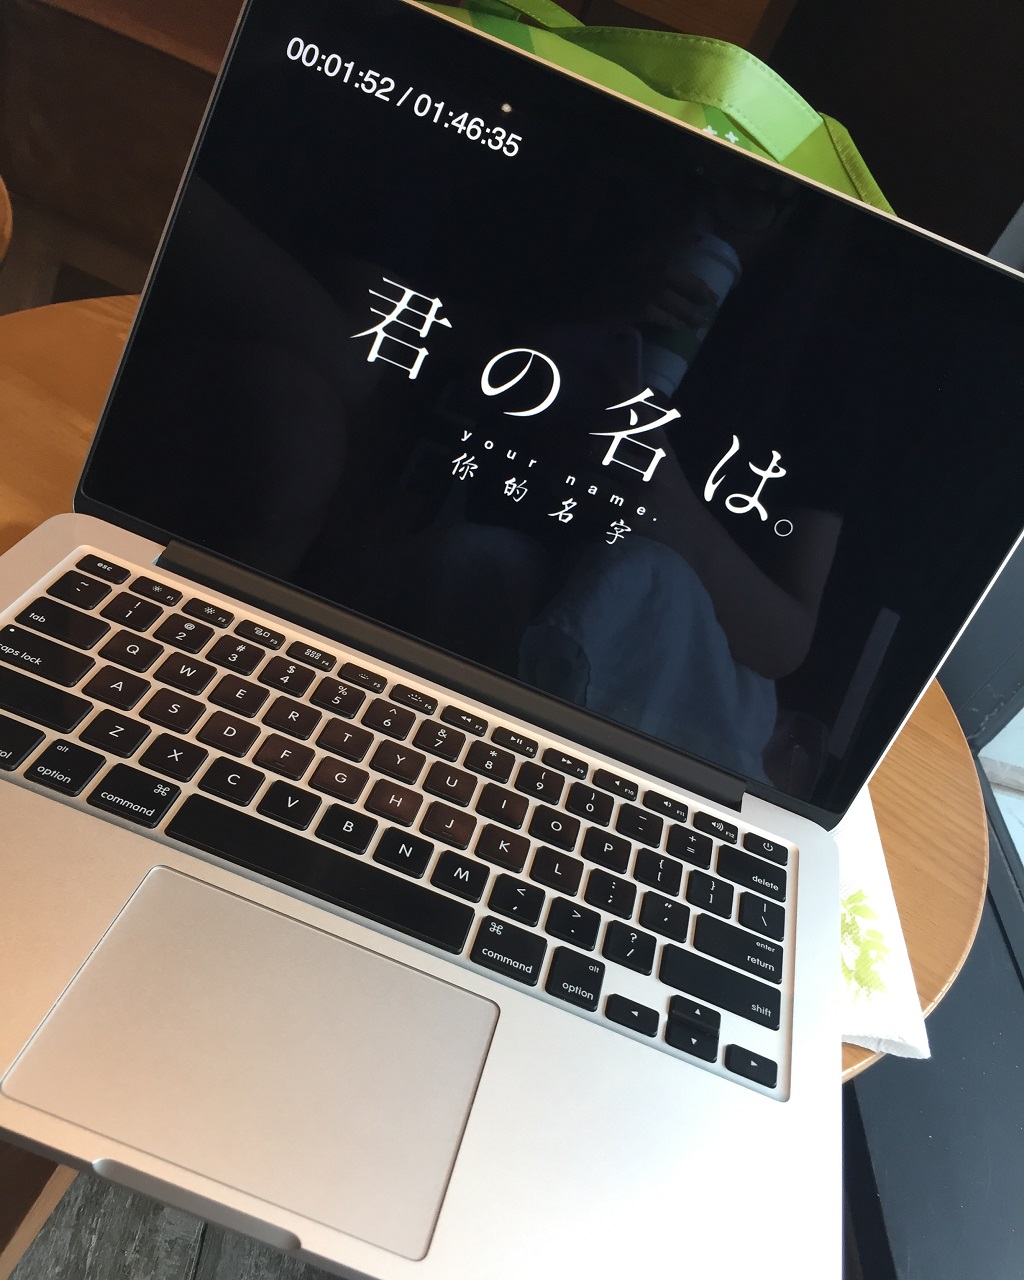 00:01:52 / 01:46:35
君の名は。
your name.
你的名字
esc F1 F2 F3 F4 F5 F6 F7 F8 F9 F10 F11 F12
~ ! 1 @ 2 # 3 $ 4 % 5 ^ 6 & 7 * 8 ( 9 ) 0 _ - + = delete
tab Q W E R T Y U I O P { [ } ] | \
caps lock A S D F G H J K L : ; " ' enter return
Z X C V B N M < , > . ? / shift
alt option ⌘ command ⌘ command alt option